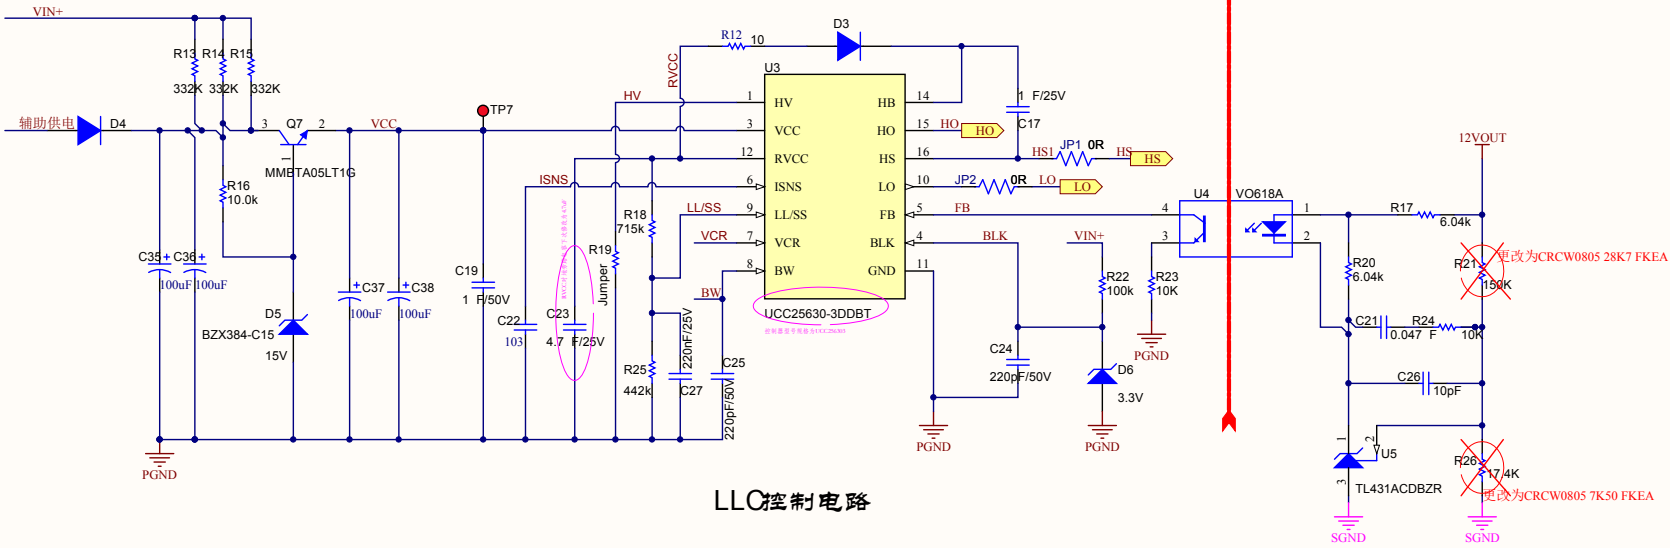 VIN+
R13
R14
R15
332K
332K
332K
辅助供电
D4
3
Q7
2
1
MMBTA05LT1G
R16
10.0k
C35
100uF
C36
100uF
D5
BZX384-C15
15V
PGND
VCC
C37
100uF
C38
100uF
TP7
C19
1 F/50V
ISNS
C22
103
C23
4.7 F/25V
HV
R19
Jumper
RVCC
R12
10
D3
R18
715k
LL/SS
VCR
BW
R25
442k
220nF/25V
C27
C25
220pF/50V
U3
1 HV
3 VCC
12 RVCC
6 ISNS
9 LL/SS
7 VCR
8 BW
HB 14
HO 15
HS 16
LO 10
FB 5
BLK 4
GND 11
UCC25630-3DDBT
1 F/25V
C17
HO
HO
HS1
JP1
0R
HS
HS
JP2
0R
LO
LO
FB
BLK
VIN+
R22
100k
R23
10K
PGND
C24
220pF/50V
D6
3.3V
PGND
PGND
U4
VO618A
4
3
1
2
12VOUT
R17
6.04k
R20
6.04k
R21
150K
更改为CRCW0805 28K7 FKEA
C21
0.047 F
R24
10K
C26
10pF
1
2
3
U5
TL431ACDBZR
R26
17.4K
更改为CRCW0805 7K50 FKEA
SGND
SGND
LLC控制电路